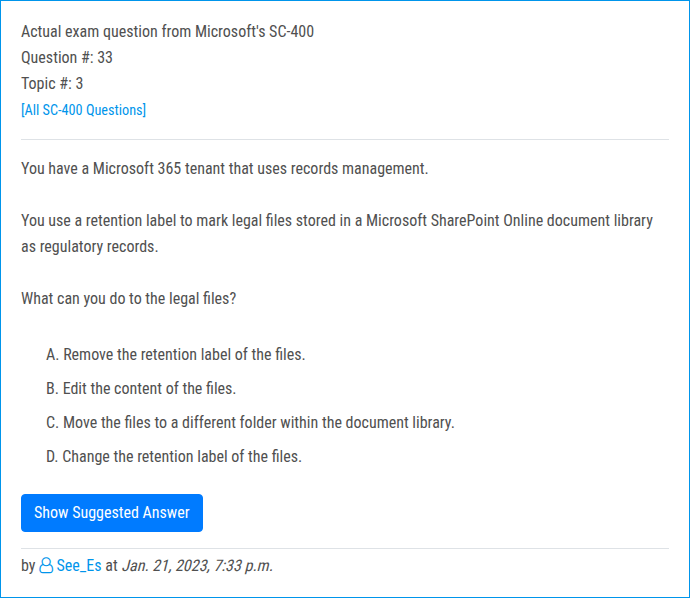 Actual exam question from Microsoft's SC-400
Question #: 33
Topic #: 3
[All SC-400 Questions]
You have a Microsoft 365 tenant that uses records management.
You use a retention label to mark legal files stored in a Microsoft SharePoint Online document library
as regulatory records.
What can you do to the legal files?
A. Remove the retention label of the files.
B. Edit the content of the files.
C. Move the files to a different folder within the document library.
D. Change the retention label of the files.
Show Suggested Answer
by See_Es at Jan. 21, 2023, 7:33 p.m.